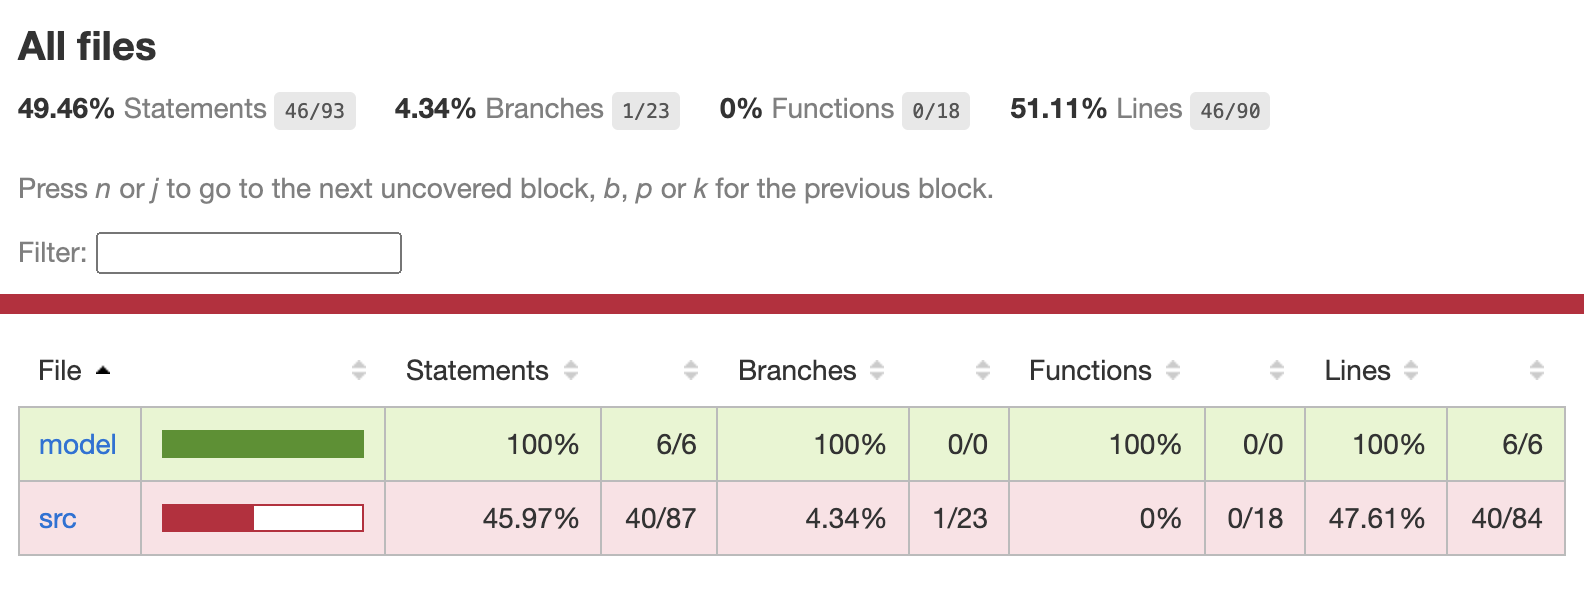 All files
49.46% Statements 46/93 4.34% Branches 1/23 0% Functions 0/18 51.11% Lines 46/90
Press n or j to go to the next uncovered block, b, p or k for the previous block.
Filter:
File Statements Branches Functions Lines
model 100% 6/6 100% 0/0 100% 0/0 100% 6/6
src 45.97% 40/87 4.34% 1/23 0% 0/18 47.61% 40/84